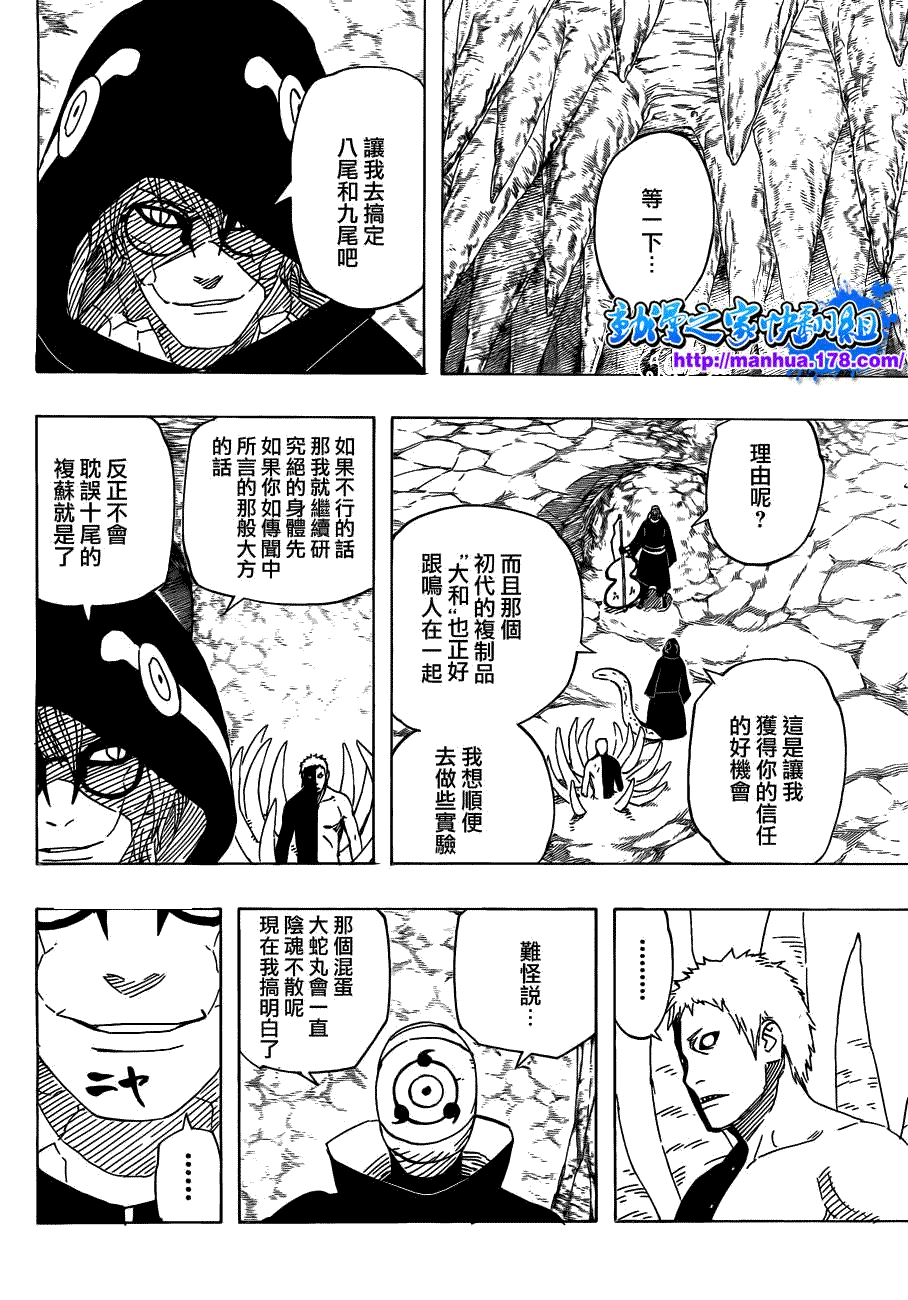 等一下…
動漫之家快翻組
http://manhua.178.com/
讓我去搞定
八尾和九尾吧
理由呢?
這是讓我
獲得你的信任
的好機會
而且那個
初代的複制品
"大和"也正好
跟鳴人在一起
我想順便
去做些實驗
如果不行的話
那我就繼續研
究絕的身體先
如果你如傳聞中
所言的那般大方
的話
反正不會
耽誤十尾的
複蘇就是了
………
難怪説…
那個混蛋
大蛇丸會一直
陰魂不散呢
現在我搞明白了
………
ニヤ